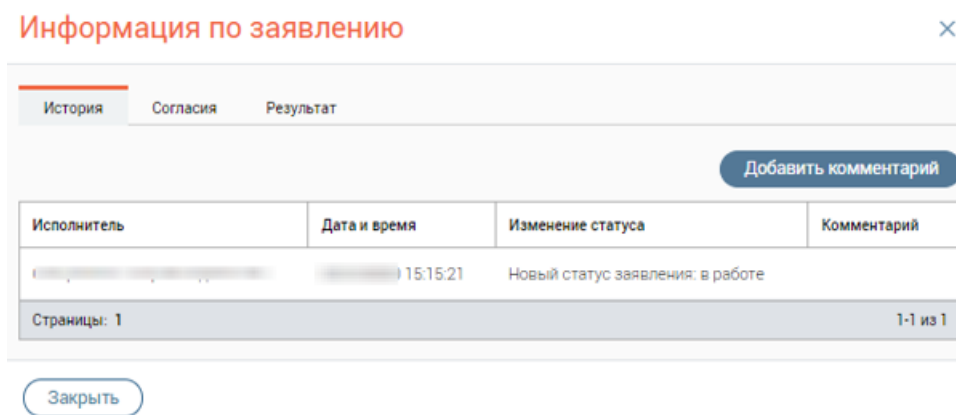 Информация по заявлению
История Согласия Результат
Добавить комментарий
Исполнитель Дата и время Изменение статуса Комментарий
15:15:21 Новый статус заявления: в работе
Страницы: 1 1-1 из 1
Закрыть